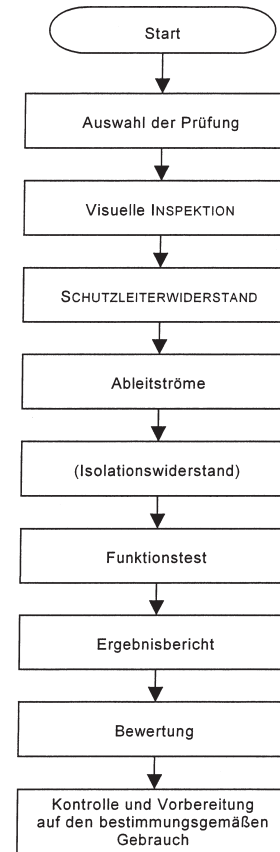 Start
Auswahl der Prüfung
Visuelle INSPEKTION
SCHUTZLEITERWIDERSTAND
Ableitströme
(Isolationswiderstand)
Funktionstest
Ergebnisbericht
Bewertung
Kontrolle und Vorbereitung
auf den bestimmungsgemäßen
Gebrauch